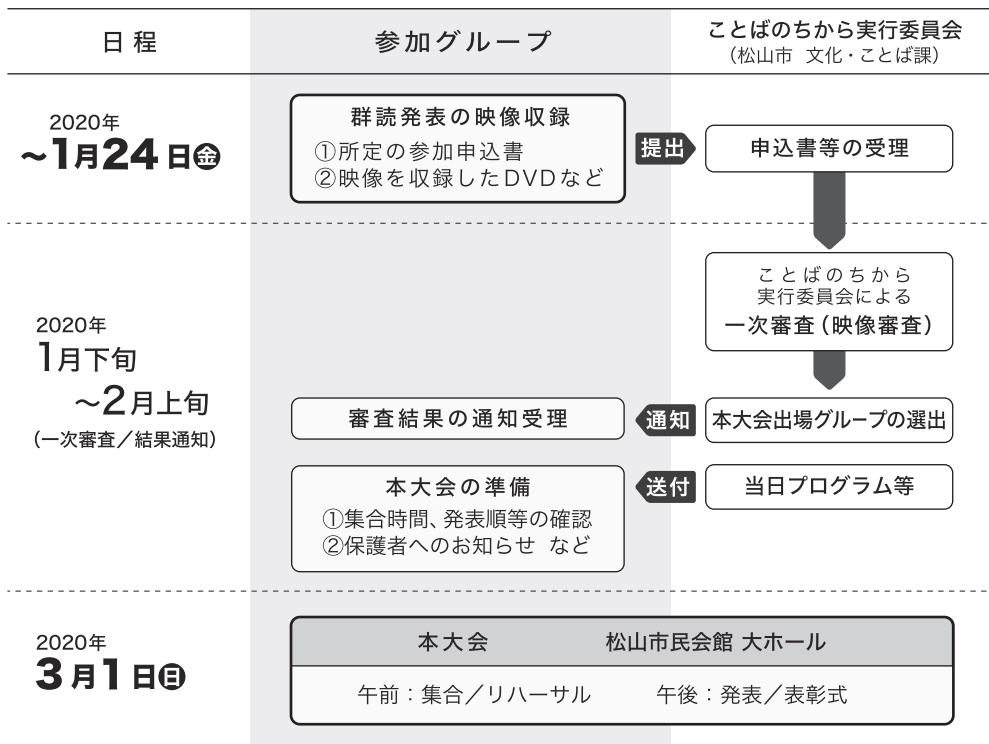 日程
参加グループ
ことばのちから実行委員会
（松山市 文化・ことば課）
2020年
～1月24日㊎
群読発表の映像収録
①所定の参加申込書
②映像を収録したDVDなど
提出
申込書等の受理
2020年
1月下旬
～2月上旬
（一次審査／結果通知）
ことばのちから
実行委員会による
一次審査（映像審査）
審査結果の通知受理
通知
本大会出場グループの選出
本大会の準備
①集合時間、発表順等の確認
②保護者へのお知らせ など
送付
当日プログラム等
2020年
3月1日㊐
本大会 松山市民会館 大ホール
午前：集合／リハーサル 午後：発表／表彰式